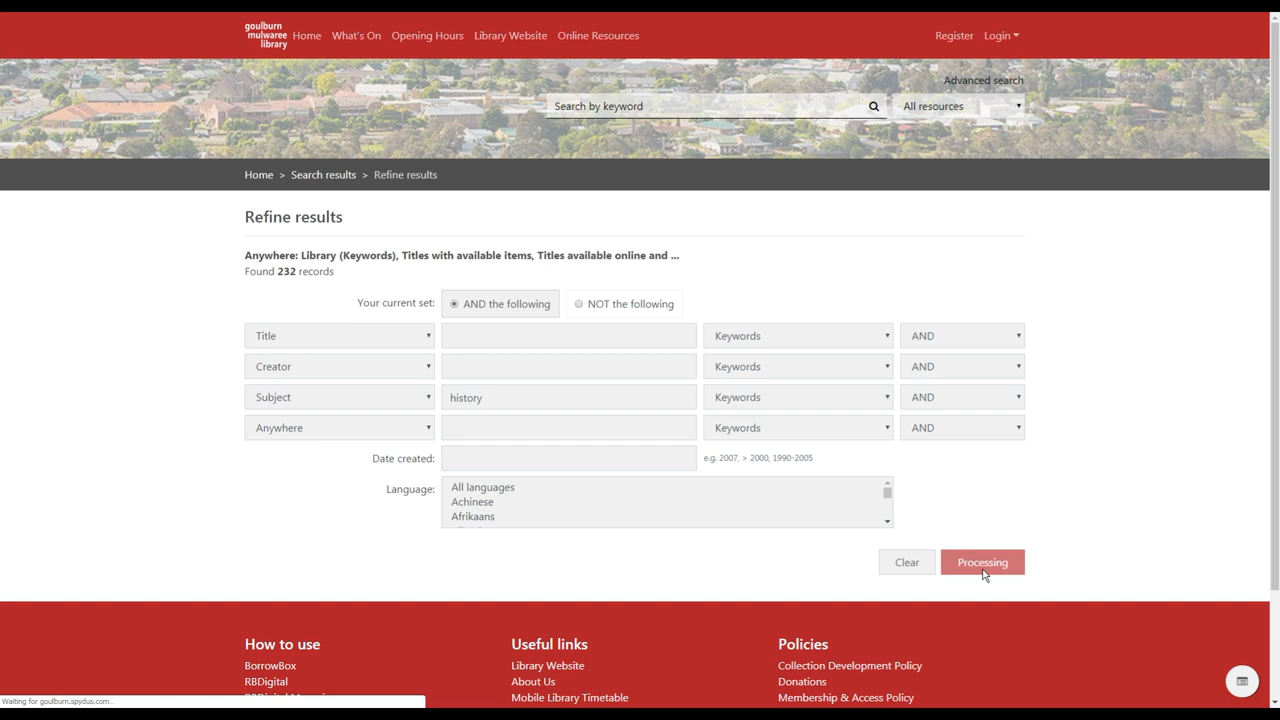 goulburn
mulwaree
library
Home What's On Opening Hours Library Website Online Resources Register Login
Advanced search
Search by keyword All resources
Home > Search results > Refine results
Refine results
Anywhere: Library (Keywords), Titles with available items, Titles available online and ...
Found 232 records
Your current set: AND the following NOT the following
Title Keywords AND
Creator Keywords AND
Subject history Keywords AND
Anywhere Keywords AND
Date created: e.g. 2007, > 2000, 1990-2005
Language: All languages
Achinese
Afrikaans
Clear Processing
How to use Useful links Policies
BorrowBox Library Website Collection Development Policy
RBDigital About Us Donations
Mobile Library Timetable Membership & Access Policy
Waiting for goulburn.spydus.com...